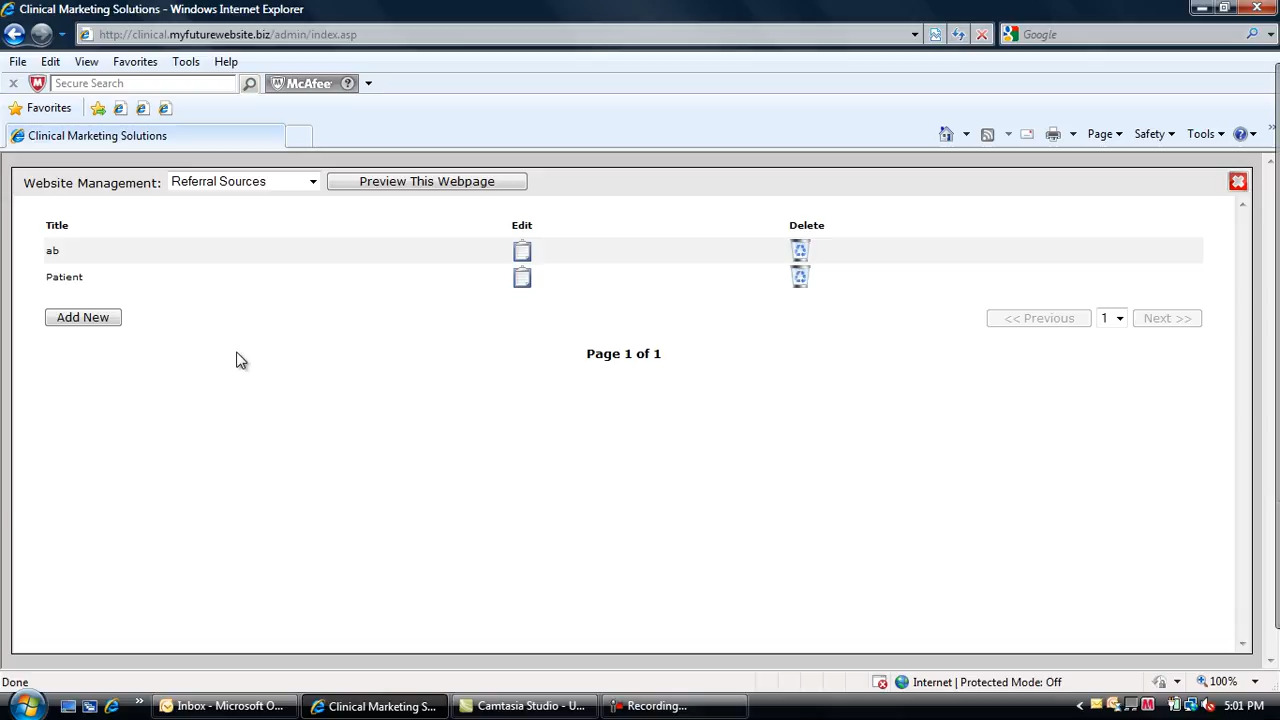 Clinical Marketing Solutions - Windows Internet Explorer
http://clinical.myfuturewebsite.biz/admin/index.asp
Google
File Edit View Favorites Tools Help
Secure Search McAfee
Favorites
Clinical Marketing Solutions
Page Safety Tools
Website Management: Referral Sources Preview This Webpage
Title Edit Delete
ab
Patient
Add New << Previous 1 Next >>
Page 1 of 1
Done Internet | Protected Mode: Off 100%
Inbox - Microsoft O... Clinical Marketing S... Camtasia Studio - U... Recording... 5:01 PM